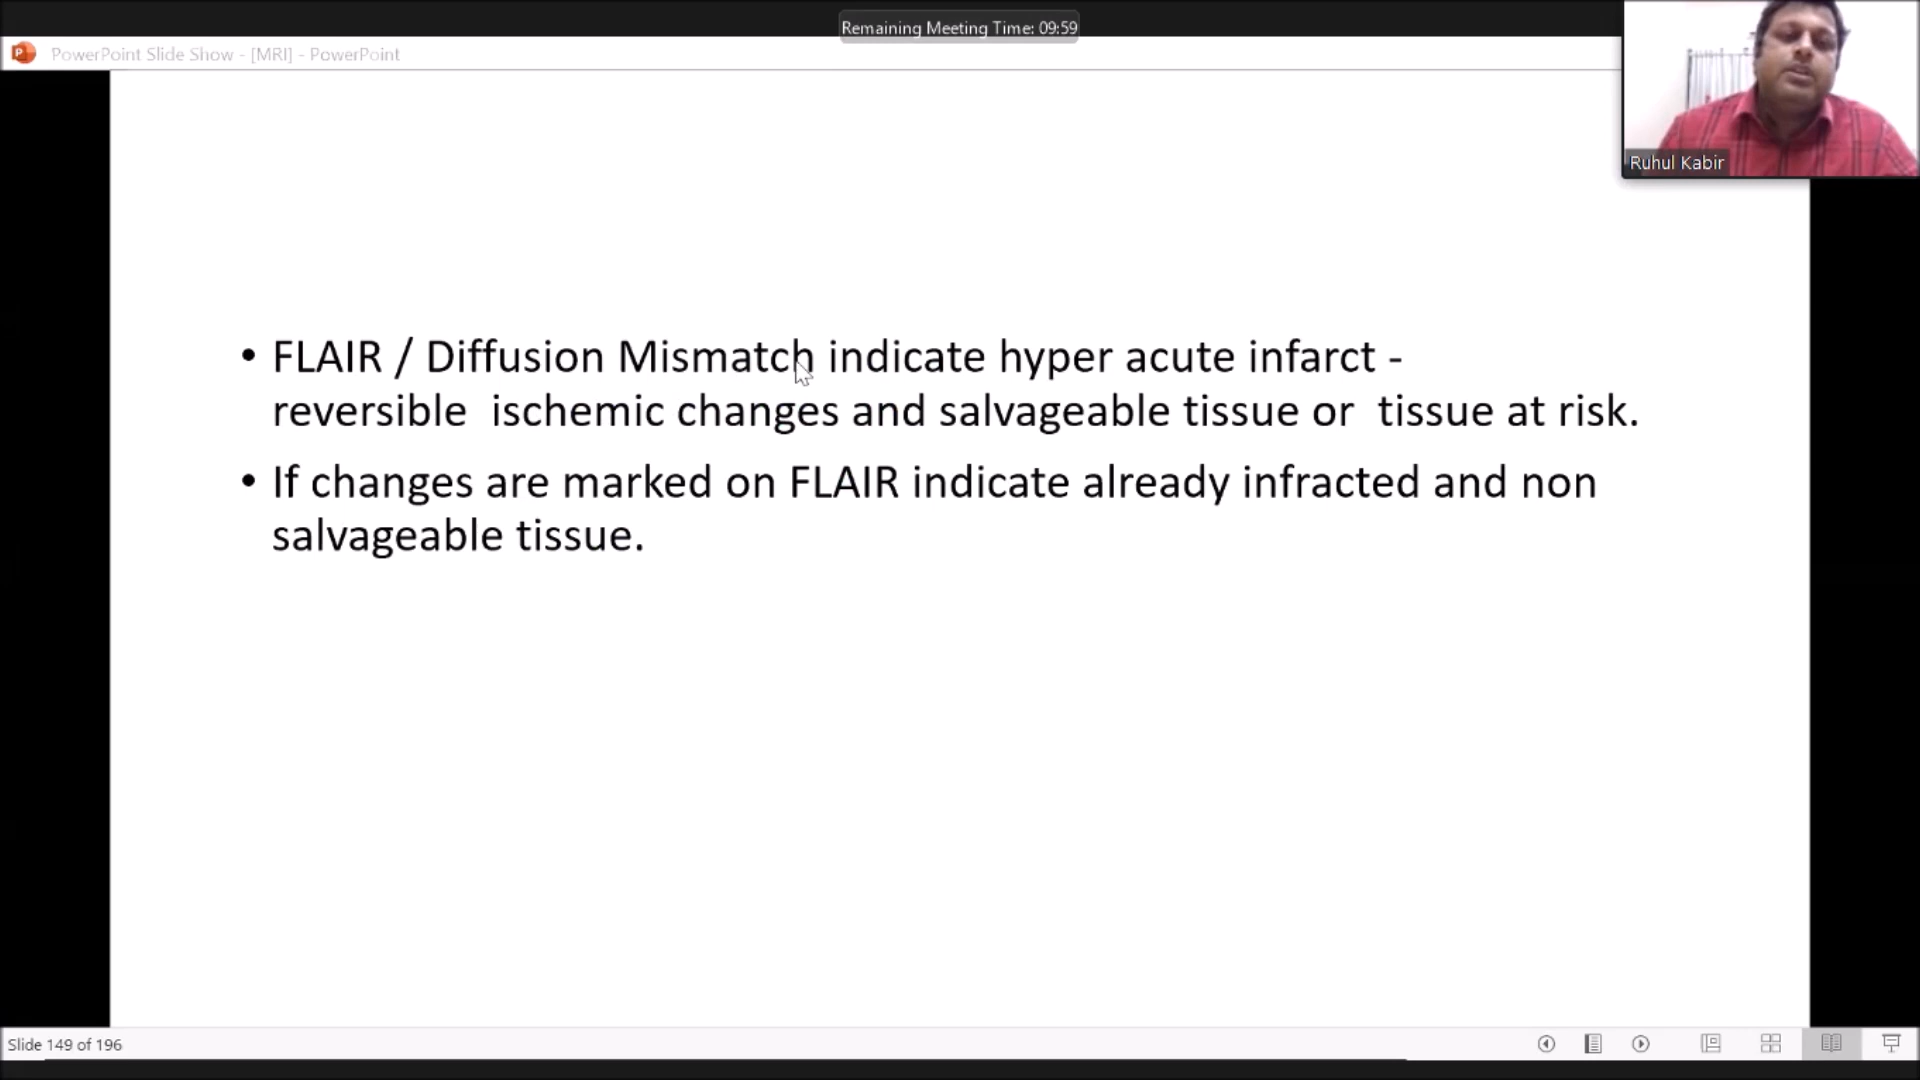 Remaining Meeting Time: 09:59
PowerPoint Slide Show - [MRI] - PowerPoint
Ruhul Kabir
• FLAIR / Diffusion Mismatch indicate hyper acute infarct -
reversible ischemic changes and salvageable tissue or tissue at risk.
• If changes are marked on FLAIR indicate already infracted and non
salvageable tissue.
Slide 149 of 196